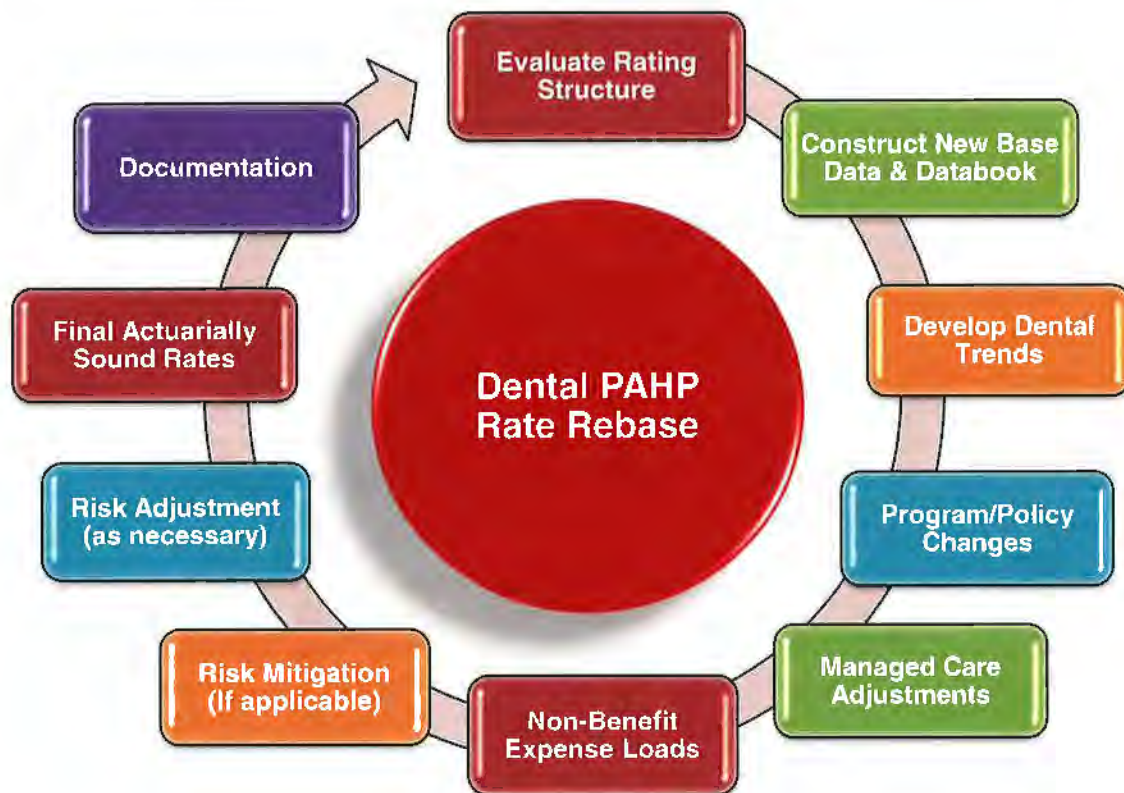 Evaluate Rating
Structure
Construct New Base
Data & Databook
Develop Dental
Trends
Program/Policy
Changes
Managed Care
Adjustments
Non-Benefit
Expense Loads
Risk Mitigation
(If applicable)
Risk Adjustment
(as necessary)
Final Actuarially
Sound Rates
Documentation
Dental PAHP
Rate Rebase